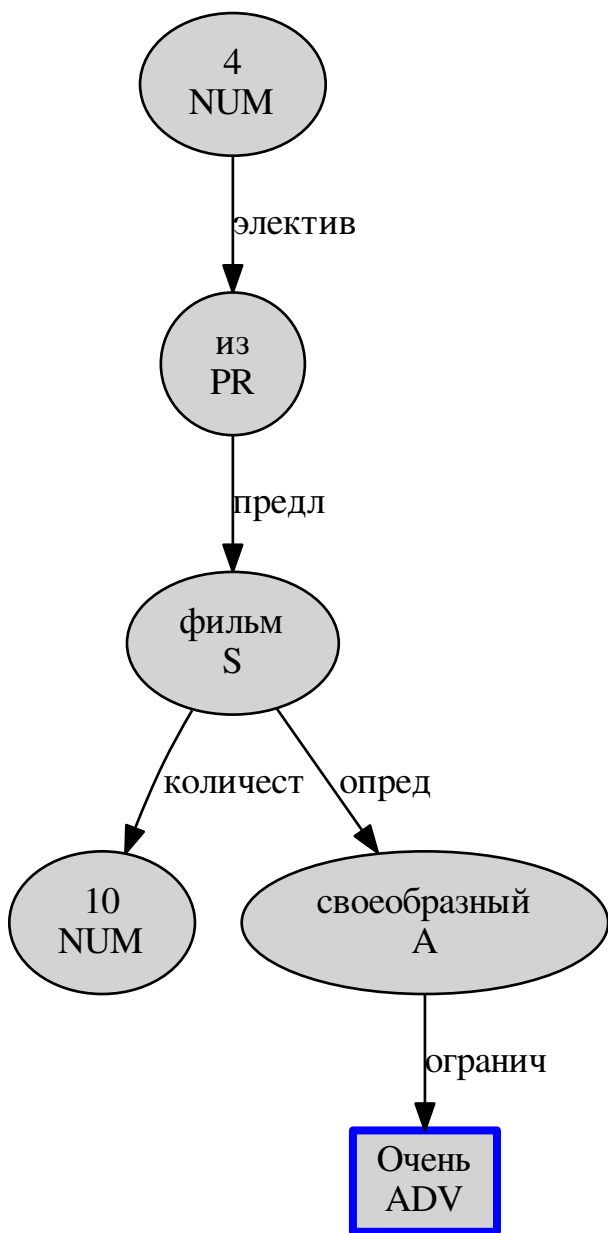 4
NUM
электив
из
PR
предл
фильм
S
количест
опред
10
NUM
своеобразный
A
огранич
Очень
ADV